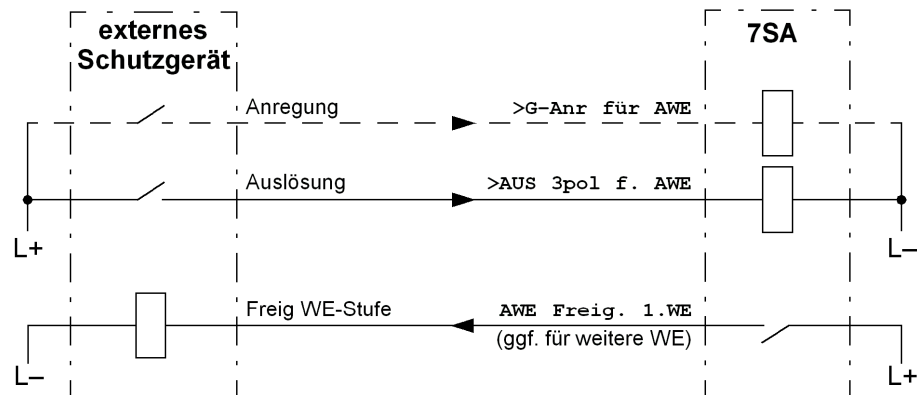 externes
Schutzgerät
7SA
Anregung
>G-Anr für AWE
Auslösung
>AUS 3pol f. AWE
L+
L–
Freig WE-Stufe
AWE Freig. 1.WE
(ggf. für weitere WE)
L–
L+